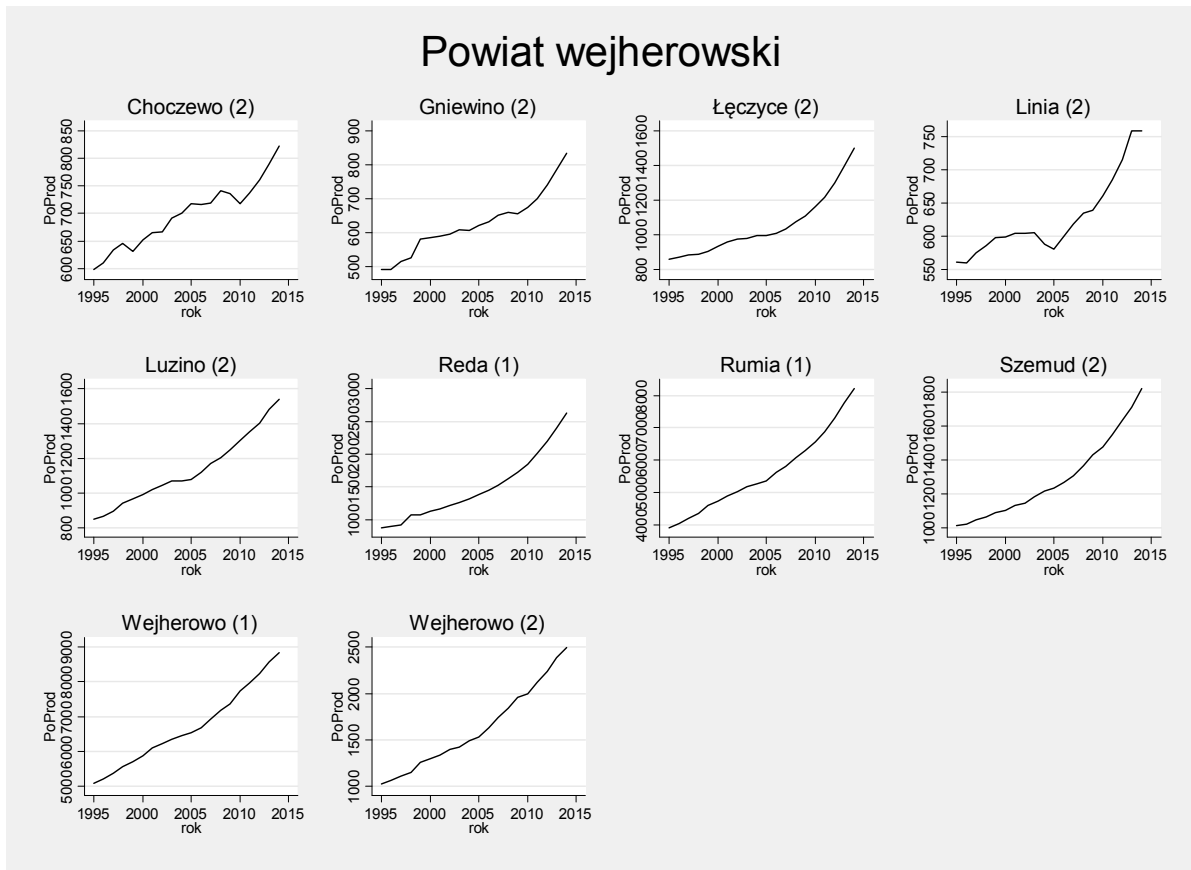 Powiat wejherowski
Choczewo (2)
Gniewino (2)
Łęczyce (2)
Linia (2)
PoProd
600 650 700 750 800 850
1995 2000 2005 2010 2015
rok
PoProd
500 600 700 800 900
1995 2000 2005 2010 2015
rok
PoProd
800 1000 1200 1400 1600
1995 2000 2005 2010 2015
rok
PoProd
550 600 650 700 750
1995 2000 2005 2010 2015
rok
Luzino (2)
Reda (1)
Rumia (1)
Szemud (2)
PoProd
800 1000 1200 1400 1600
1995 2000 2005 2010 2015
rok
PoProd
1000 1500 2000 2500 3000
1995 2000 2005 2010 2015
rok
PoProd
4000 5000 6000 7000 8000
1995 2000 2005 2010 2015
rok
PoProd
1000 1200 1400 1600 1800
1995 2000 2005 2010 2015
rok
Wejherowo (1)
Wejherowo (2)
PoProd
5000 6000 7000 8000 9000
1995 2000 2005 2010 2015
rok
PoProd
1000 1500 2000 2500
1995 2000 2005 2010 2015
rok